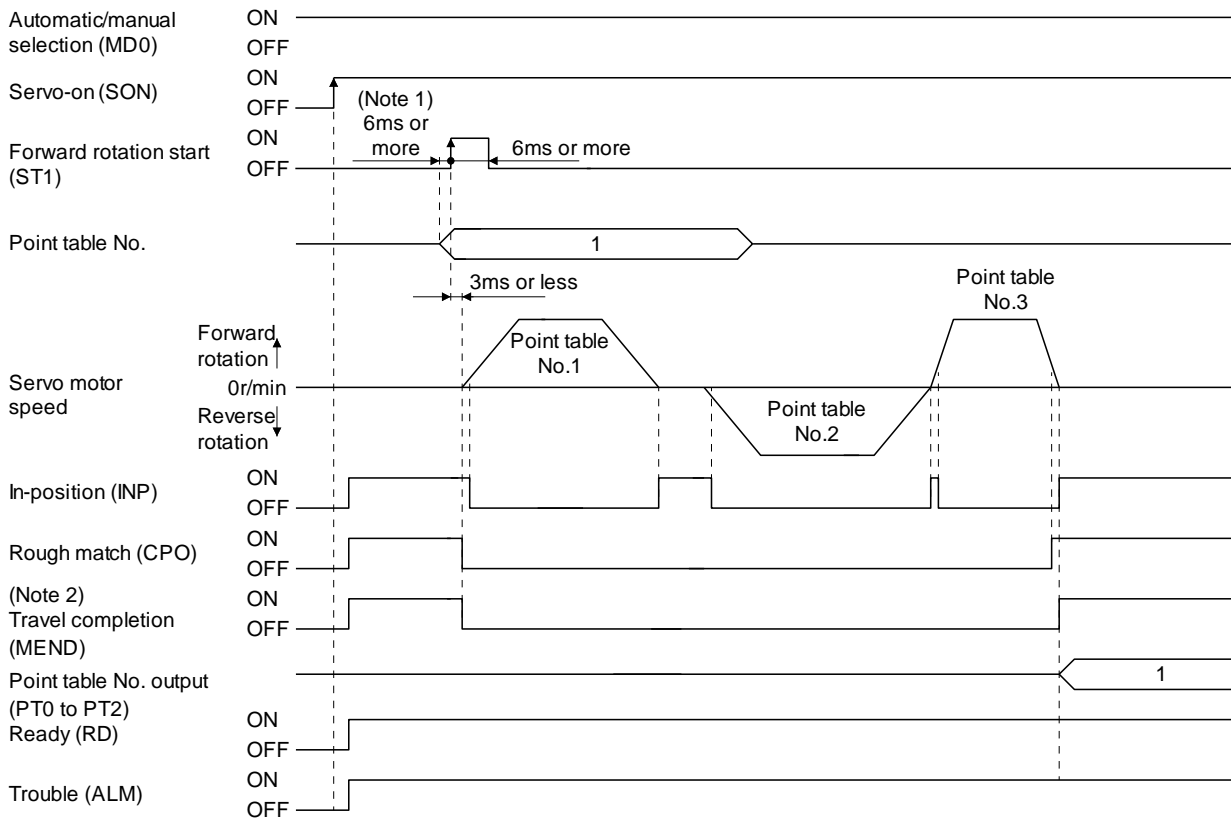 Automatic/manual
selection (MD0)
ON
OFF
Servo-on (SON)
ON
OFF
(Note 1)
6ms or
more
6ms or more
Forward rotation start
(ST1)
ON
OFF
Point table No.
1
3ms or less
Point table
No.3
Forward
rotation
Point table
No.1
Servo motor
speed
0r/min
Reverse
rotation
Point table
No.2
In-position (INP)
ON
OFF
Rough match (CPO)
ON
OFF
(Note 2)
Travel completion
(MEND)
ON
OFF
Point table No. output
(PT0 to PT2)
1
Ready (RD)
ON
OFF
Trouble (ALM)
ON
OFF